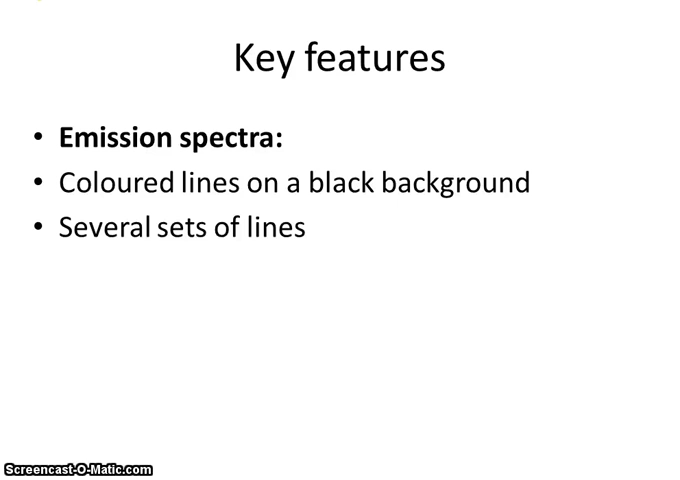 Key features
• Emission spectra:
• Coloured lines on a black background
• Several sets of lines
Screencast-O-Matic.com